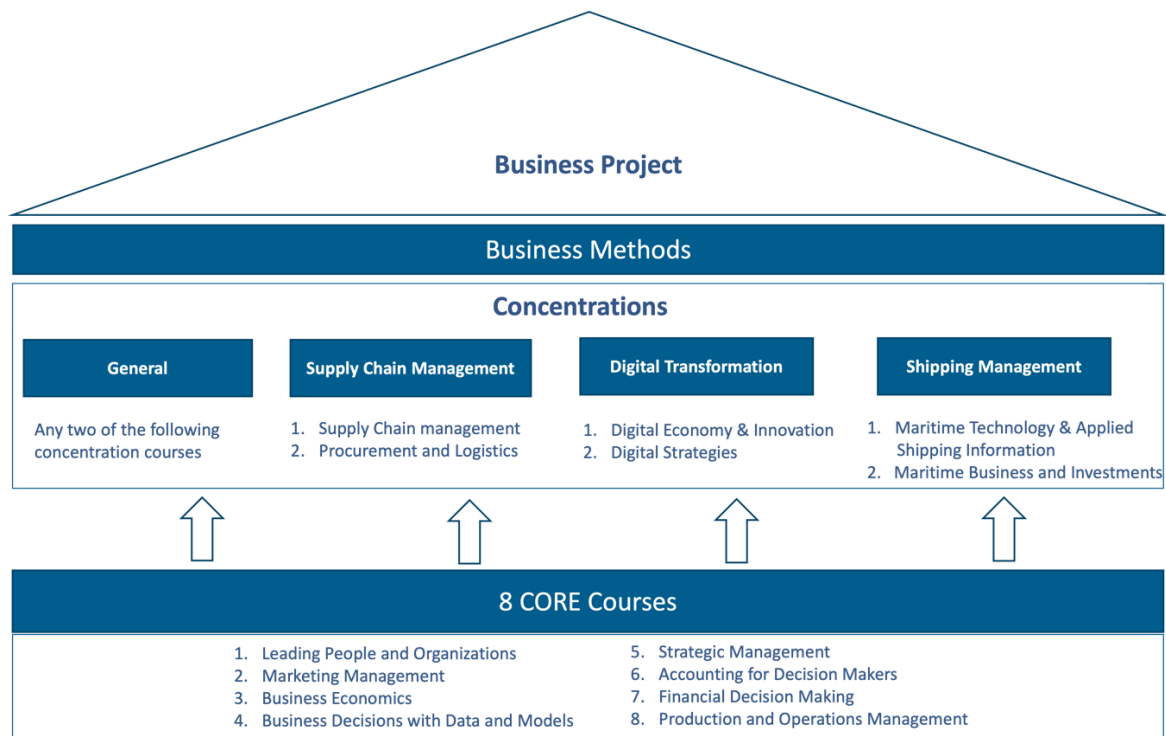 Business Project
Business Methods
Concentrations
General
Any two of the following
concentration courses
Supply Chain Management
1. Supply Chain management
2. Procurement and Logistics
Digital Transformation
1. Digital Economy & Innovation
2. Digital Strategies
Shipping Management
1. Maritime Technology & Applied
Shipping Information
2. Maritime Business and Investments
8 CORE Courses
1. Leading People and Organizations
2. Marketing Management
3. Business Economics
4. Business Decisions with Data and Models
5. Strategic Management
6. Accounting for Decision Makers
7. Financial Decision Making
8. Production and Operations Management